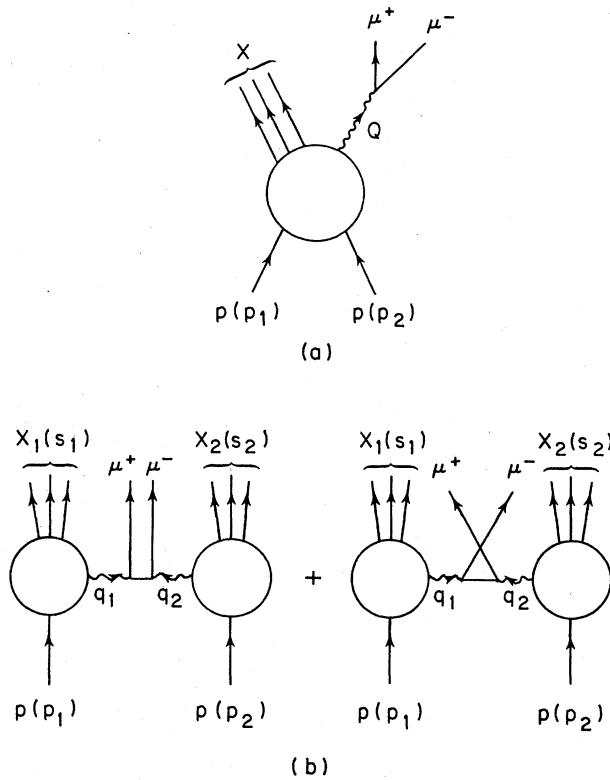 μ+ μ-
X
Q
p(p1) p(p2)
(a)
X1(s1) μ+ μ- X2(s2) X1(s1) μ+ μ- X2(s2)
+
q1 q2 q1 q2
p(p1) p(p2) p(p1) p(p2)
(b)